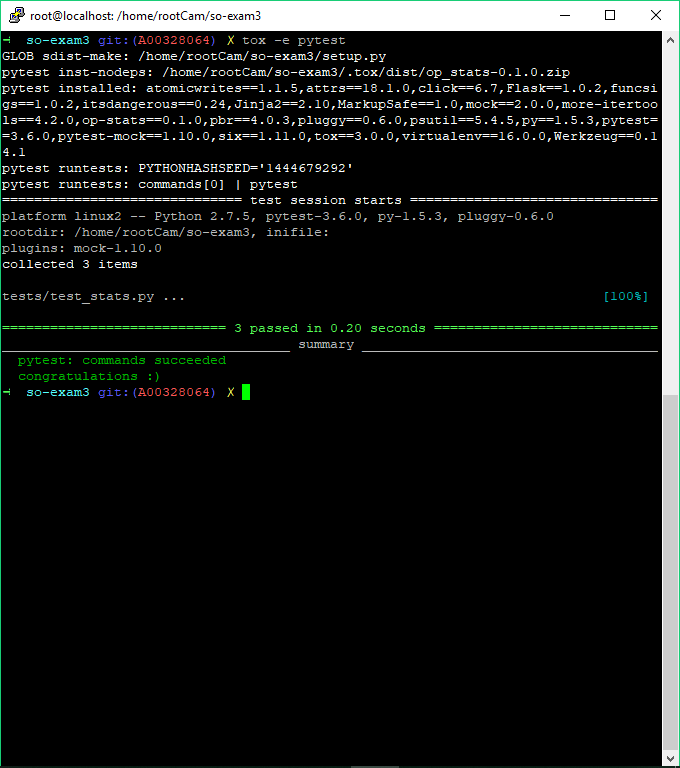 root@localhost: /home/rootCam/so-exam3
so-exam3 git:(A00328064) ✗ tox -e pytest
GLOB sdist-make: /home/rootCam/so-exam3/setup.py
pytest inst-nodeps: /home/rootCam/so-exam3/.tox/dist/op_stats-0.1.0.zip
pytest installed: atomicwrites==1.1.5,attrs==18.1.0,click==6.7,Flask==1.0.2,funcsi
gs==1.0.2,itsdangerous==0.24,Jinja2==2.10,MarkupSafe==1.0,mock==2.0.0,more-itertoo
ls==4.2.0,op-stats==0.1.0,pbr==4.0.3,pluggy==0.6.0,psutil==5.4.5,py==1.5.3,pytest=
=3.6.0,pytest-mock==1.10.0,six==1.11.0,tox==3.0.0,virtualenv==16.0.0,Werkzeug==0.1
4.1
pytest runtests: PYTHONHASHSEED='1444679292'
pytest runtests: commands[0] | pytest
============================== test session starts ===============================
platform linux2 -- Python 2.7.5, pytest-3.6.0, py-1.5.3, pluggy-0.6.0
rootdir: /home/rootCam/so-exam3, inifile:
plugins: mock-1.10.0
collected 3 items
tests/test_stats.py ... [100%]
============================ 3 passed in 0.20 seconds ============================
____________________________________ summary _____________________________________
pytest: commands succeeded
congratulations :)
so-exam3 git:(A00328064) ✗